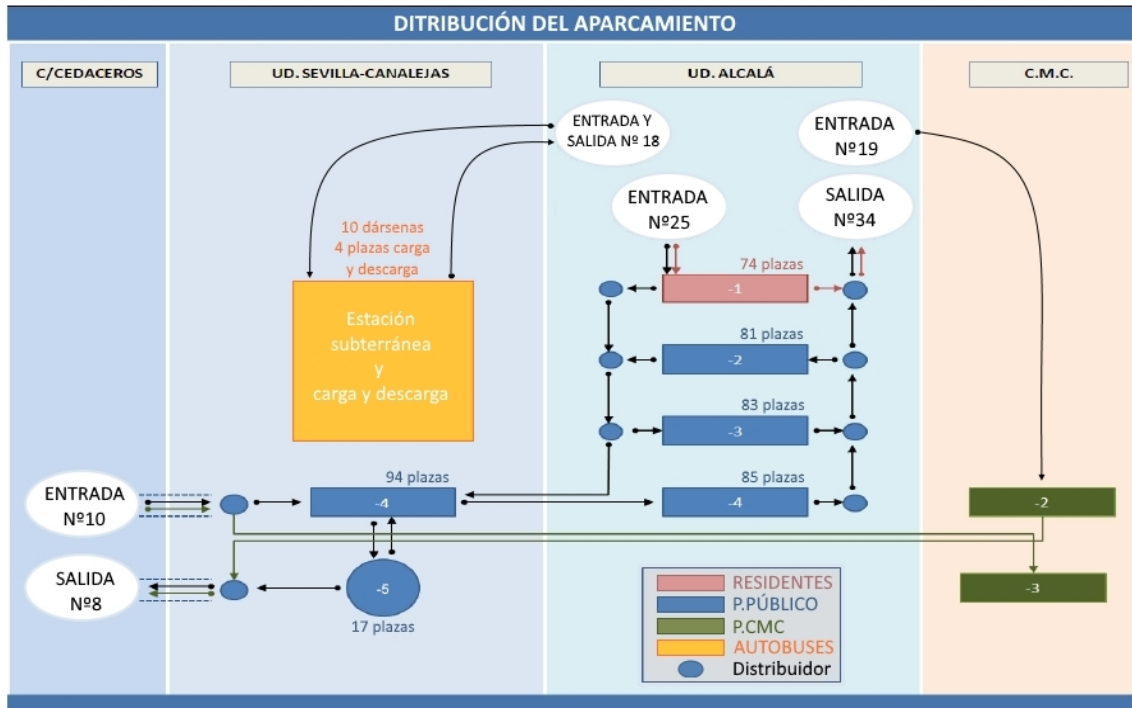 DITRIBUCIÓN DEL APARCAMIENTO
C/CEDACEROS
UD. SEVILLA-CANALEJAS
UD. ALCALÁ
C.M.C.
ENTRADA Y
SALIDA Nº 18
ENTRADA
Nº19
ENTRADA
Nº25
SALIDA
Nº34
10 dársenas
4 plazas carga
y descarga
Estación
subterránea
y
carga y descarga
74 plazas
-1
81 plazas
-2
83 plazas
-3
94 plazas
-4
85 plazas
-4
ENTRADA
Nº10
-2
SALIDA
Nº8
-5
17 plazas
-3
RESIDENTES
P.PÚBLICO
P.CMC
AUTOBUSES
Distribuidor